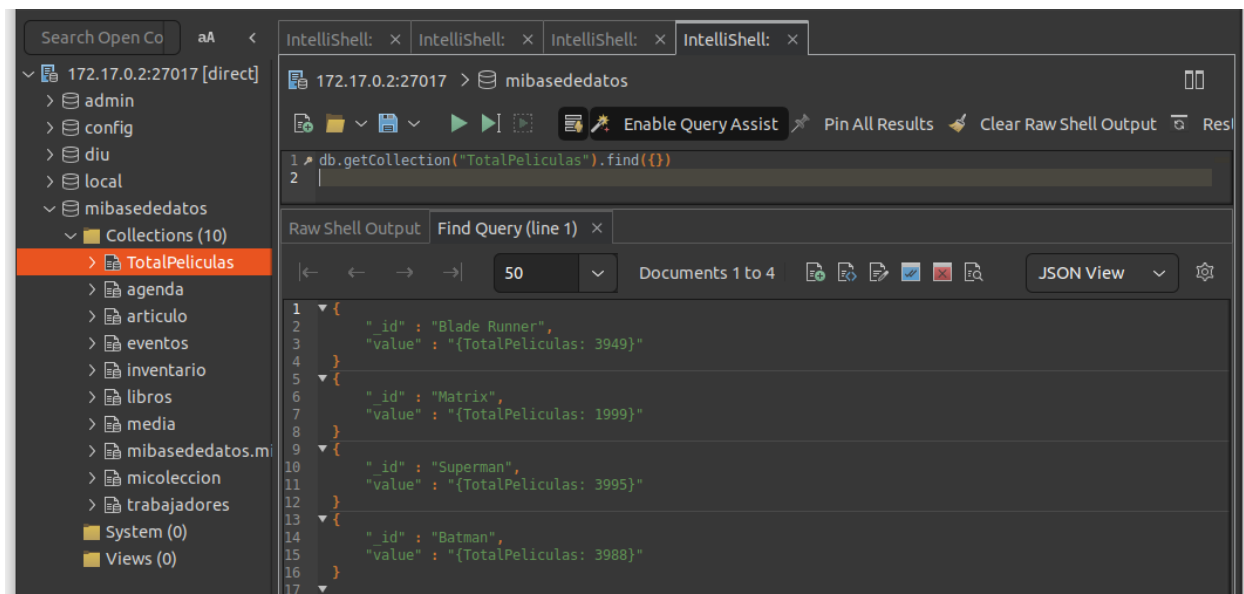 Search Open Co aA <
IntelliShell: × IntelliShell: × IntelliShell: × IntelliShell: ×
172.17.0.2:27017 [direct]
admin
config
diu
local
mibasededatos
Collections (10)
TotalPeliculas
agenda
articulo
eventos
inventario
libros
media
mibasededatos.mi
micoleccion
trabajadores
System (0)
Views (0)
172.17.0.2:27017 > mibasededatos
Enable Query Assist Pin All Results Clear Raw Shell Output Rest
1 db.getCollection("TotalPeliculas").find({})
2
Raw Shell Output Find Query (line 1) ×
50 Documents 1 to 4 JSON View
1 {
2 "_id" : "Blade Runner",
3 "value" : "{TotalPeliculas: 3949}"
4 }
5 {
6 "_id" : "Matrix",
7 "value" : "{TotalPeliculas: 1999}"
8 }
9 {
10 "_id" : "Superman",
11 "value" : "{TotalPeliculas: 3995}"
12 }
13 {
14 "_id" : "Batman",
15 "value" : "{TotalPeliculas: 3988}"
16 }
17